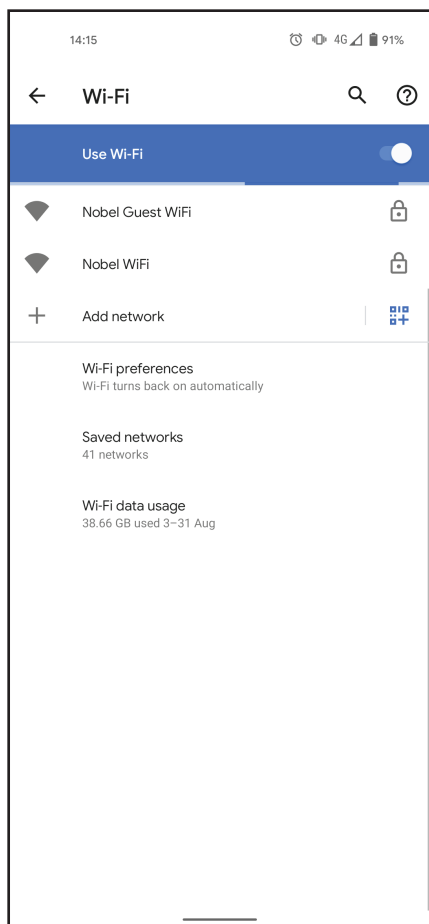 14:15 4G 91%
Wi-Fi
Use Wi-Fi
Nobel Guest WiFi
Nobel WiFi
Add network
Wi-Fi preferences
Wi-Fi turns back on automatically
Saved networks
41 networks
Wi-Fi data usage
38.66 GB used 3–31 Aug